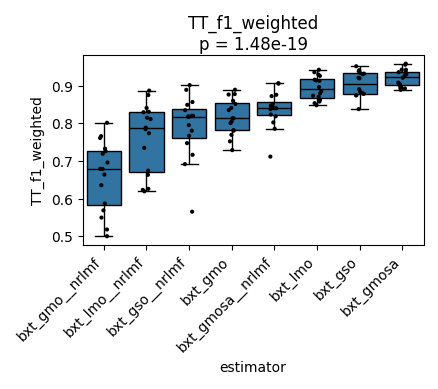 TT_f1_weighted
p = 1.48e-19
TT_f1_weighted
0.9
0.8
0.7
0.6
0.5
bxt_gmo__nrlmf
bxt_lmo__nrlmf
bxt_gso__nrlmf
bxt_gmo
bxt_gmosa__nrlmf
bxt_lmo
bxt_gso
bxt_gmosa
estimator